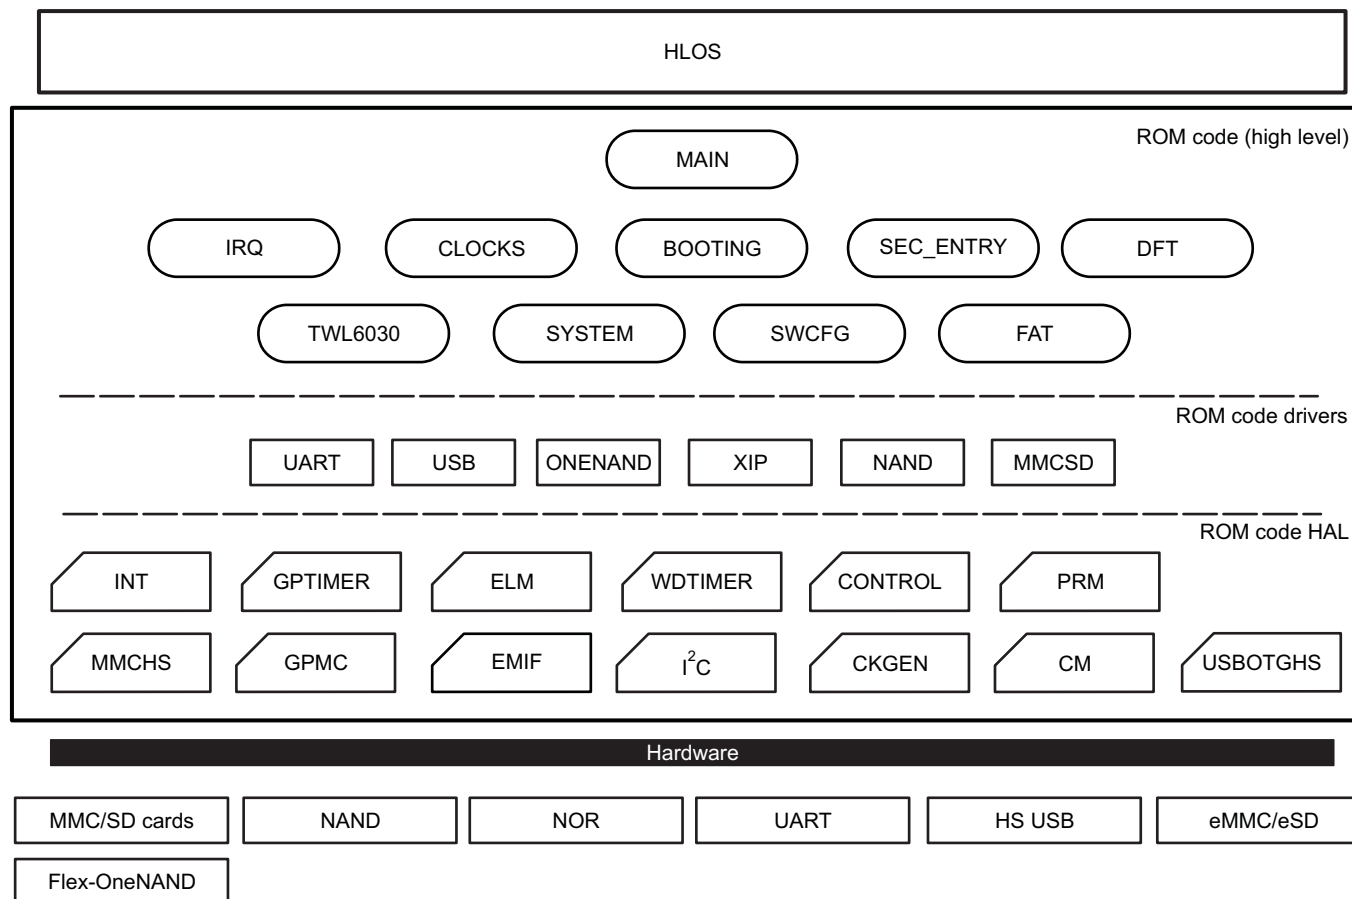 HLOS
ROM code (high level)
MAIN
IRQ CLOCKS BOOTING SEC_ENTRY DFT
TWL6030 SYSTEM SWCFG FAT
ROM code drivers
UART USB ONENAND XIP NAND MMCSD
ROM code HAL
INT GPTIMER ELM WDTIMER CONTROL PRM
MMCHS GPMC EMIF I²C CKGEN CM USBOTGHS
Hardware
MMC/SD cards NAND NOR UART HS USB eMMC/eSD
Flex-OneNAND